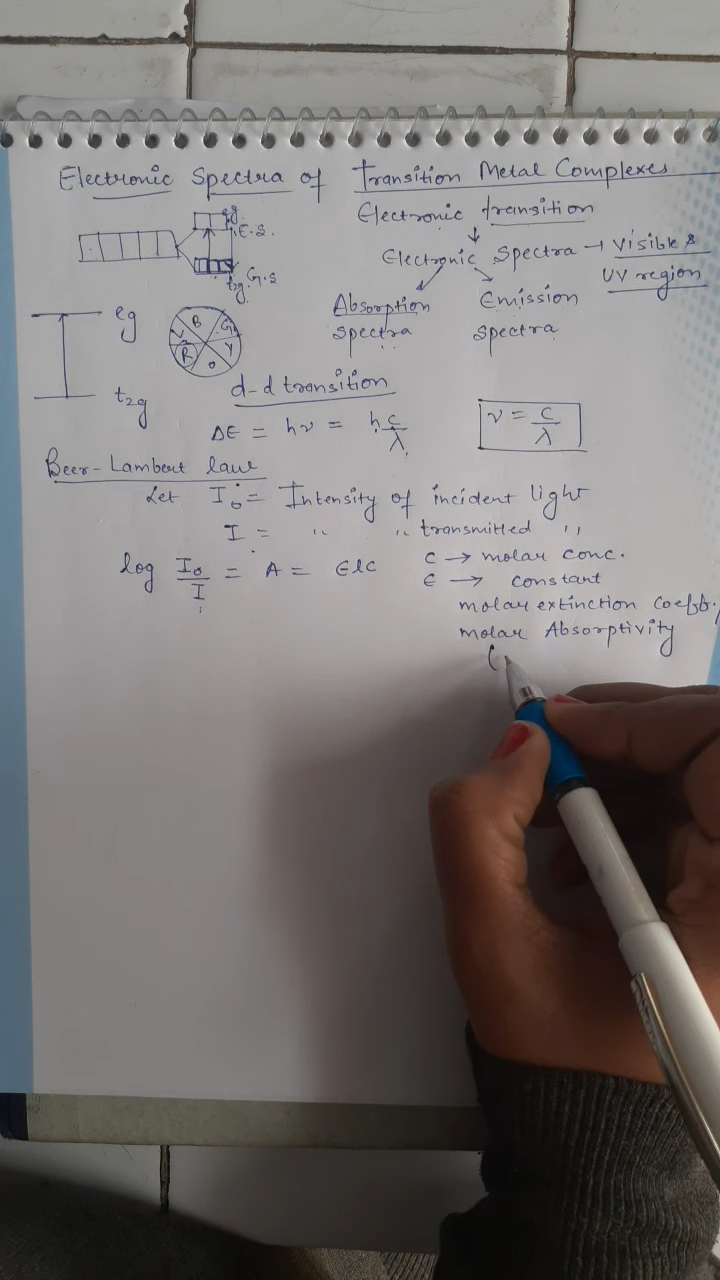 Electronic Spectra of Transition Metal Complexes
eg
E.S.
t2g
G.S
Electronic transition
↓
Electronic Spectra → Visible &
UV region
Absorption Spectra
Emission Spectra
eg
t2g
B
G
Y
O
R
V
d-d transition
ΔE = hν = h c/λ
ν = c/λ
Beer-Lambert law
Let I₀ = Intensity of incident light
I = " " transmitted "
log I₀/I = A = εlc
c → molar conc.
ε → constant
molar extinction coeff.,
molar Absorptivity
(